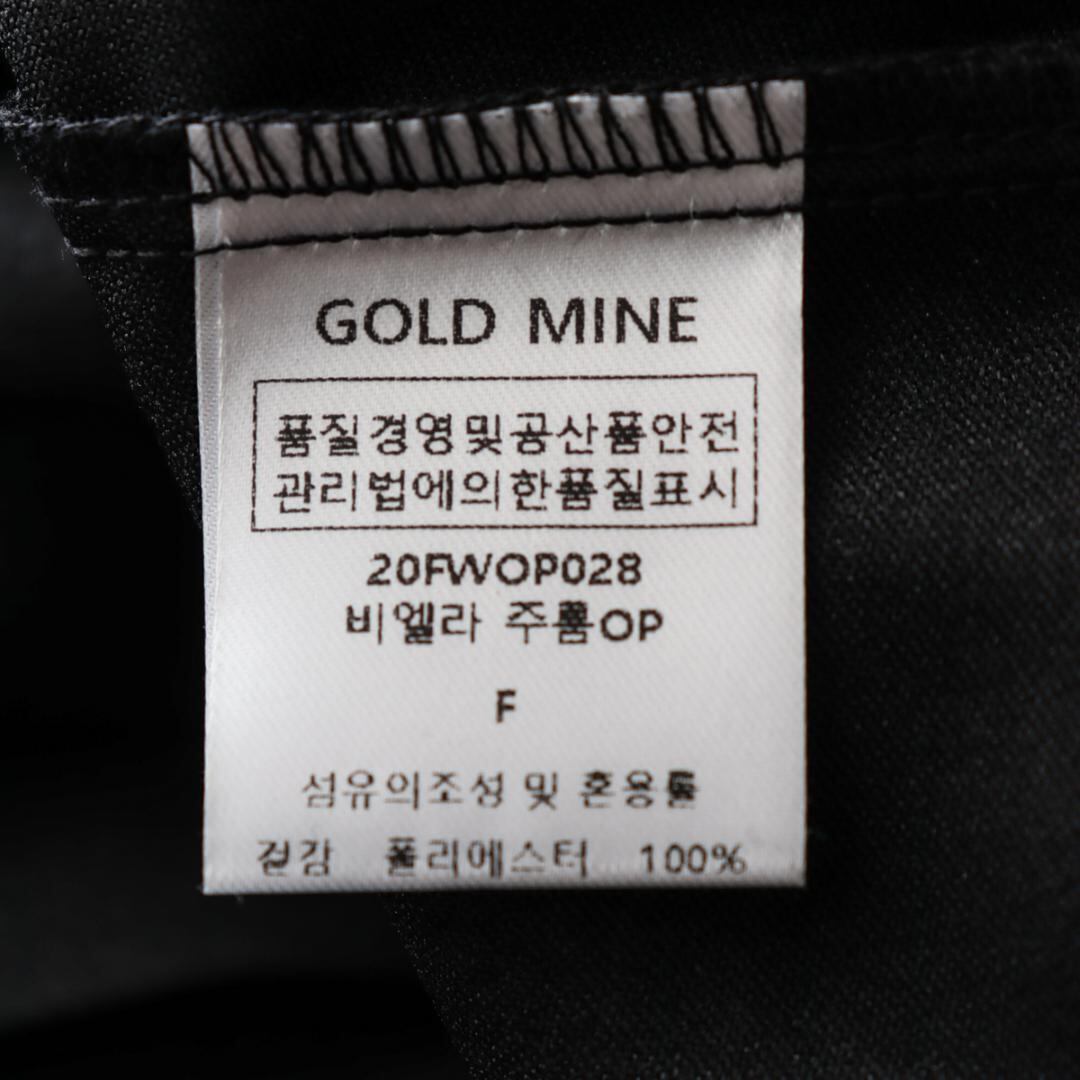 GOLD MINE
품질경영및공산품안전
관리법에의한품질표시
20FWOP028
비엘라 주름OP
F
섬유의조성 및 혼용률
겉감 폴리에스터 100%